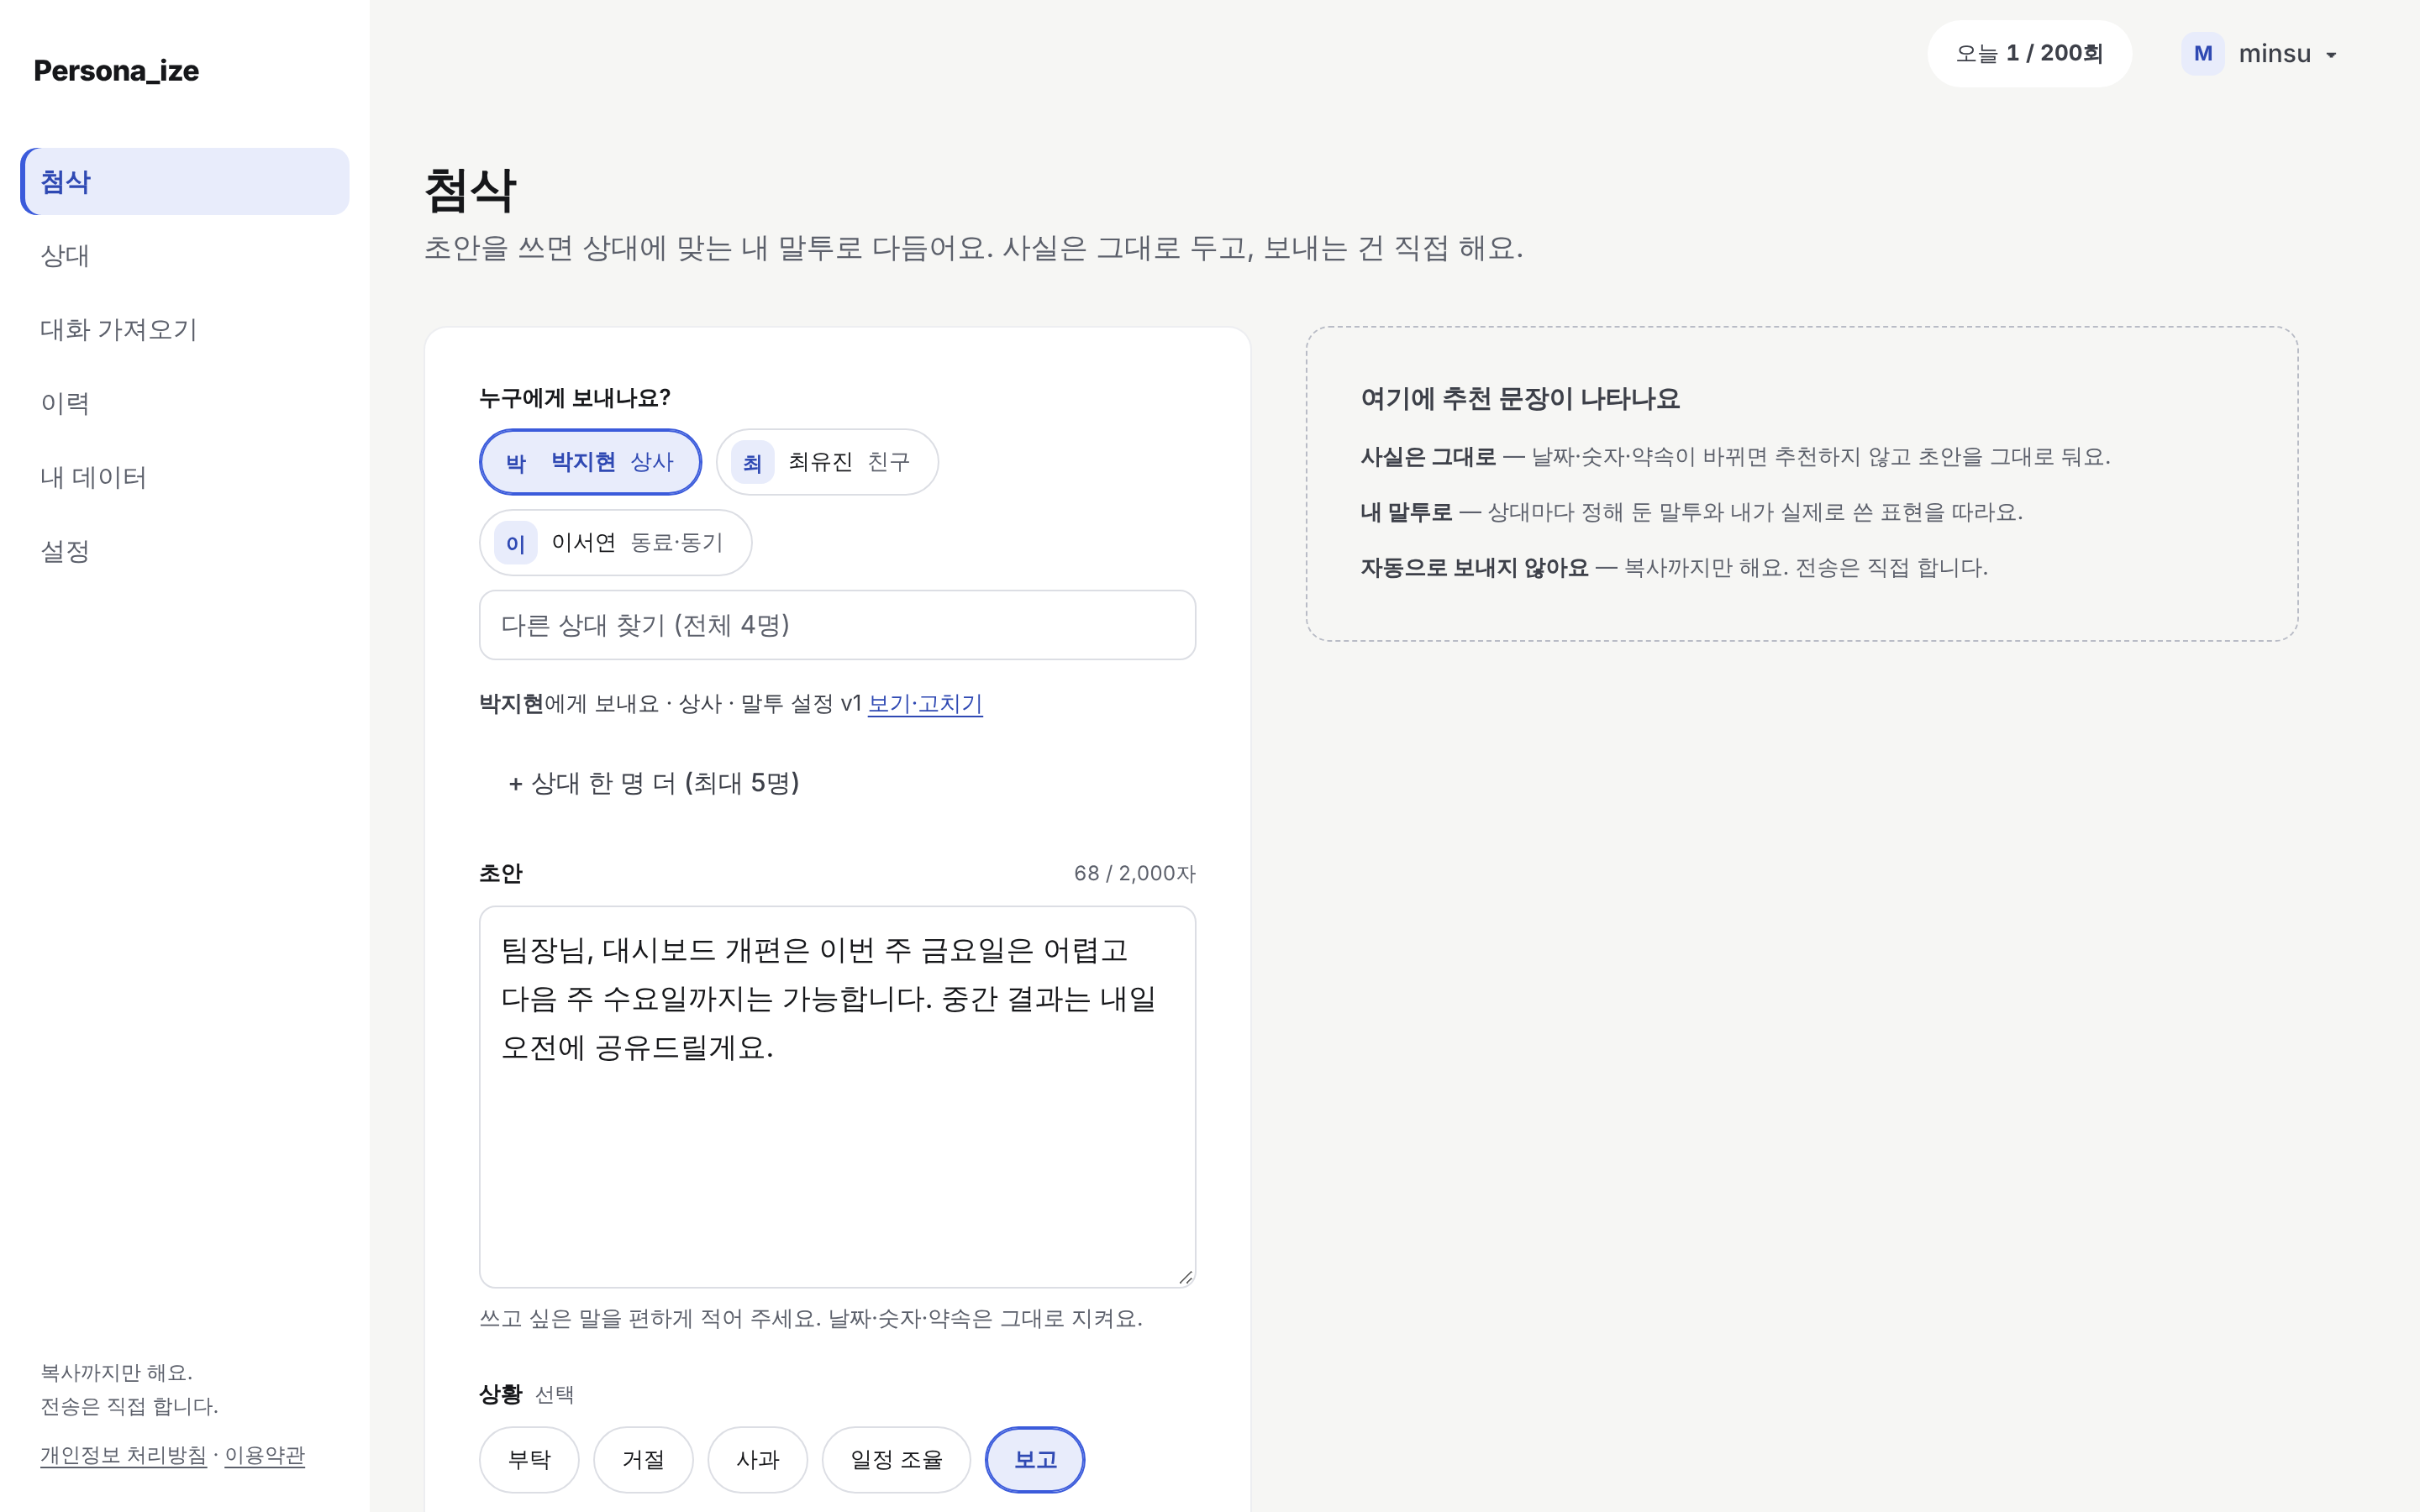 Persona_ize
첨삭
상대
대화 가져오기
이력
내 데이터
설정
복사까지만 해요.
전송은 직접 합니다.
개인정보 처리방침 · 이용약관
오늘 1 / 200회
M minsu
첨삭
초안을 쓰면 상대에 맞는 내 말투로 다듬어요. 사실은 그대로 두고, 보내는 건 직접 해요.
누구에게 보내나요?
박 박지현 상사
최 최유진 친구
이 이서연 동료·동기
다른 상대 찾기 (전체 4명)
박지현에게 보내요 · 상사 · 말투 설정 v1 보기·고치기
+ 상대 한 명 더 (최대 5명)
초안
68 / 2,000자
팀장님, 대시보드 개편은 이번 주 금요일은 어렵고
다음 주 수요일까지는 가능합니다. 중간 결과는 내일
오전에 공유드릴게요.
쓰고 싶은 말을 편하게 적어 주세요. 날짜·숫자·약속은 그대로 지켜요.
상황 선택
부탁
거절
사과
일정 조율
보고
여기에 추천 문장이 나타나요
사실은 그대로 — 날짜·숫자·약속이 바뀌면 추천하지 않고 초안을 그대로 둬요.
내 말투로 — 상대마다 정해 둔 말투와 내가 실제로 쓴 표현을 따라요.
자동으로 보내지 않아요 — 복사까지만 해요. 전송은 직접 합니다.